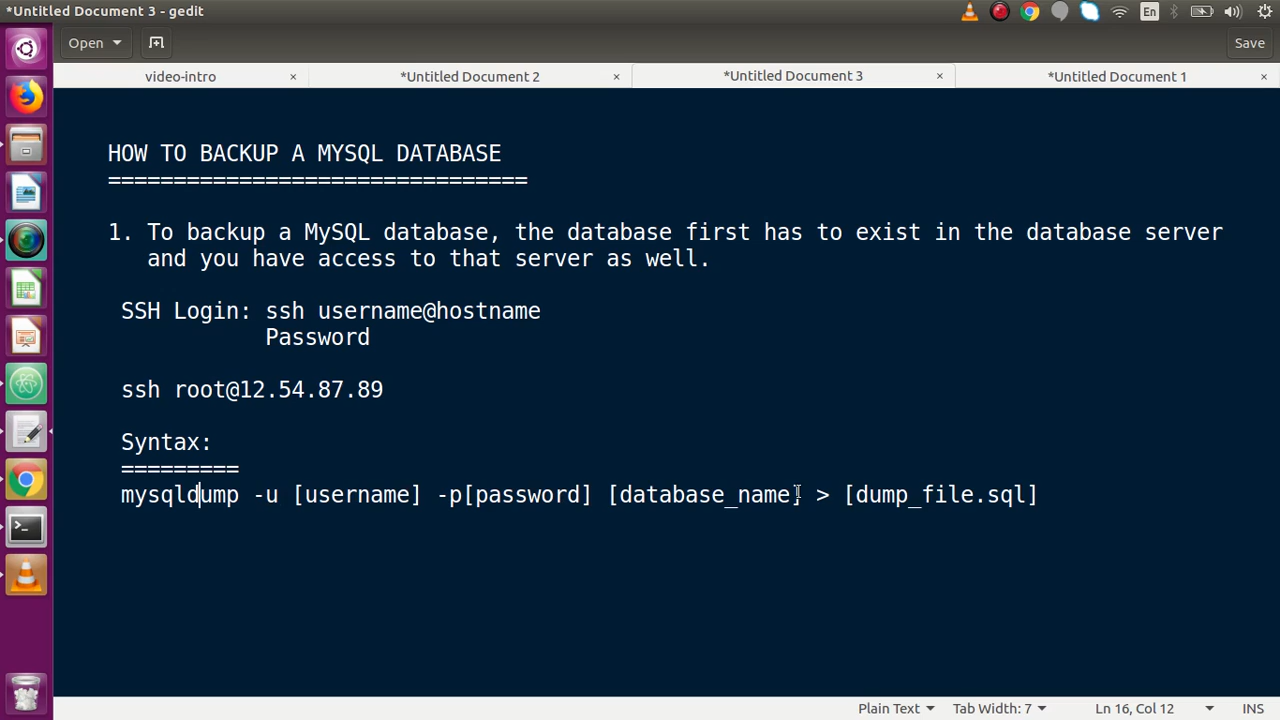 *Untitled Document 3 - gedit
En
Open
Save
video-intro × *Untitled Document 2 × *Untitled Document 3 × *Untitled Document 1 ×
HOW TO BACKUP A MYSQL DATABASE
================================
1. To backup a MySQL database, the database first has to exist in the database server
and you have access to that server as well.
SSH Login: ssh username@hostname
Password
ssh root@12.54.87.89
Syntax:
=========
mysqldump -u [username] -p[password] [database_name] > [dump_file.sql]
Plain Text Tab Width: 7 Ln 16, Col 12 INS